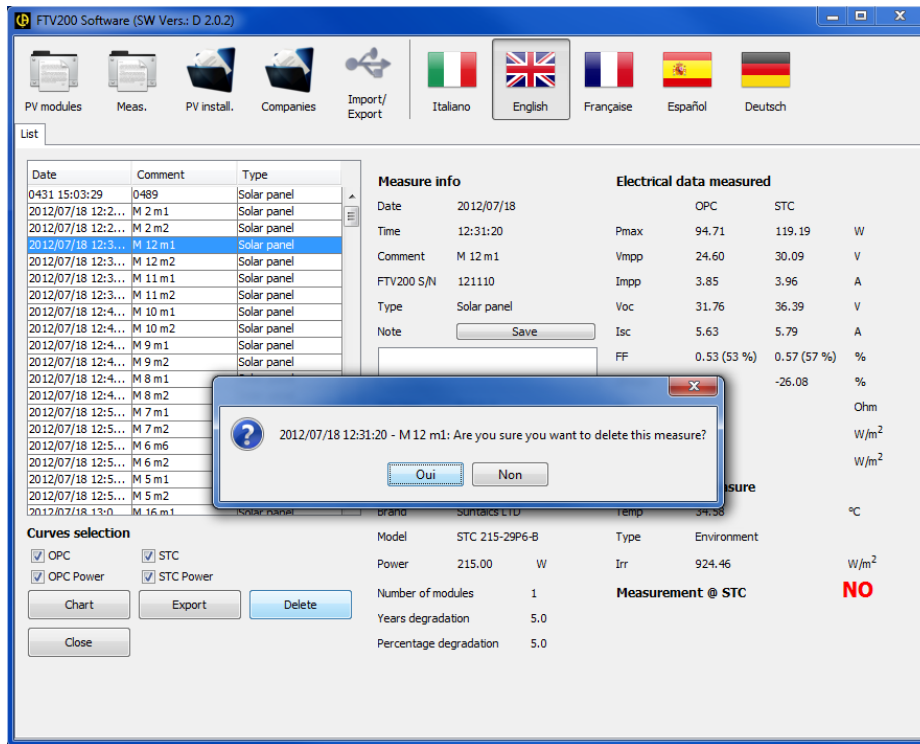 FTV200 Software (SW Vers.: D 2.0.2)
PV modules
Meas.
PV install.
Companies
Import/
Export
Italiano
English
Française
Español
Deutsch
List
Date Comment Type
0431 15:03:29 0489 Solar panel
2012/07/18 12:2... M 2 m1 Solar panel
2012/07/18 12:2... M 2 m2 Solar panel
2012/07/18 12:3... M 12 m1 Solar panel
2012/07/18 12:3... M 12 m2 Solar panel
2012/07/18 12:3... M 11 m1 Solar panel
2012/07/18 12:3... M 11 m2 Solar panel
2012/07/18 12:4... M 10 m1 Solar panel
2012/07/18 12:4... M 10 m2 Solar panel
2012/07/18 12:4... M 9 m1 Solar panel
2012/07/18 12:4... M 9 m2 Solar panel
2012/07/18 12:4... M 8 m1
2012/07/18 12:4... M 8 m2
2012/07/18 12:5... M 7 m1
2012/07/18 12:5... M 7 m2
2012/07/18 12:5... M 6 m6
2012/07/18 12:5... M 6 m2
2012/07/18 12:5... M 5 m1
2012/07/18 12:5... M 5 m2
2012/07/18 13:0... M 16 m1 Solar panel
Measure info
Date 2012/07/18
Time 12:31:20
Comment M 12 m1
FTV200 S/N 121110
Type Solar panel
Note Save
Electrical data measured
OPC STC
Pmax 94.71 119.19 W
Vmpp 24.60 30.09 V
Impp 3.85 3.96 A
Voc 31.76 36.39 V
Isc 5.63 5.79 A
FF 0.53 (53 %) 0.57 (57 %) %
-26.08 %
Ohm
W/m²
W/m²
2012/07/18 12:31:20 - M 12 m1: Are you sure you want to delete this measure?
Oui Non
Brand Suntaics LTD
Model STC 215-29P6-B
Power 215.00 W
Number of modules 1
Years degradation 5.0
Percentage degradation 5.0
Temp 34.58 °C
Type Environment
Irr 924.46 W/m²
Measurement @ STC NO
Curves selection
OPC STC
OPC Power STC Power
Chart Export Delete
Close